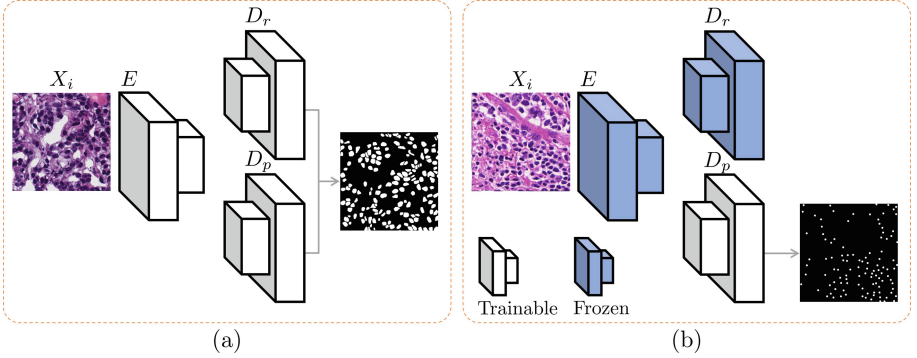 D_r
X_i E
D_p
(a)
D_r
X_i E
D_p
Trainable Frozen
(b)